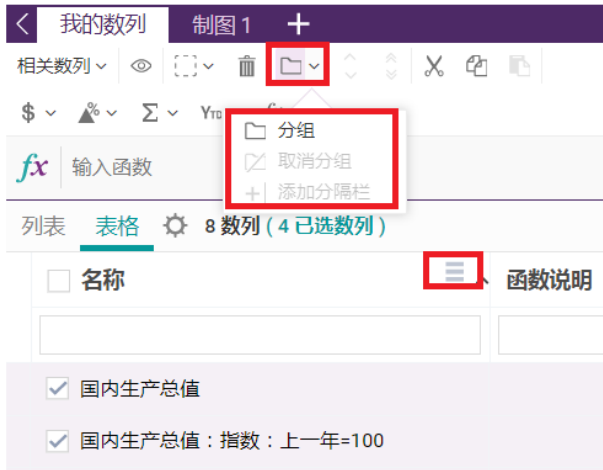 我的数列 制图 1
相关数列
$ % Σ YTD
分组
取消分组
添加分隔栏
fx 输入函数
列表 表格 8 数列 ( 4 已选数列 )
名称 函数说明
国内生产总值
国内生产总值：指数：上一年=100